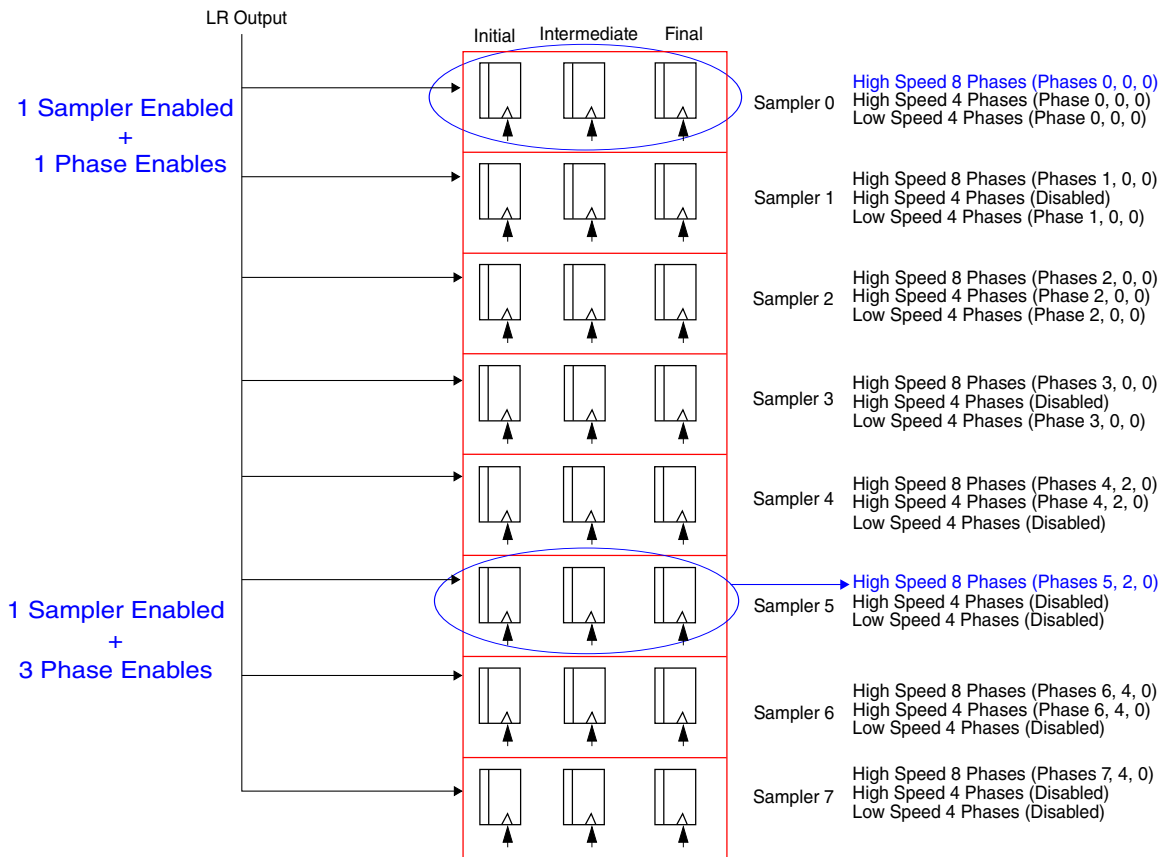 LR Output
Initial Intermediate Final
1 Sampler Enabled
+
1 Phase Enables
Sampler 0
High Speed 8 Phases (Phases 0, 0, 0)
High Speed 4 Phases (Phase 0, 0, 0)
Low Speed 4 Phases (Phase 0, 0, 0)
Sampler 1
High Speed 8 Phases (Phases 1, 0, 0)
High Speed 4 Phases (Disabled)
Low Speed 4 Phases (Phase 1, 0, 0)
Sampler 2
High Speed 8 Phases (Phases 2, 0, 0)
High Speed 4 Phases (Phase 2, 0, 0)
Low Speed 4 Phases (Phase 2, 0, 0)
Sampler 3
High Speed 8 Phases (Phases 3, 0, 0)
High Speed 4 Phases (Disabled)
Low Speed 4 Phases (Phase 3, 0, 0)
Sampler 4
High Speed 8 Phases (Phases 4, 2, 0)
High Speed 4 Phases (Phase 4, 2, 0)
Low Speed 4 Phases (Disabled)
1 Sampler Enabled
+
3 Phase Enables
Sampler 5
High Speed 8 Phases (Phases 5, 2, 0)
High Speed 4 Phases (Disabled)
Low Speed 4 Phases (Disabled)
Sampler 6
High Speed 8 Phases (Phases 6, 4, 0)
High Speed 4 Phases (Phase 6, 4, 0)
Low Speed 4 Phases (Disabled)
Sampler 7
High Speed 8 Phases (Phases 7, 4, 0)
High Speed 4 Phases (Disabled)
Low Speed 4 Phases (Disabled)